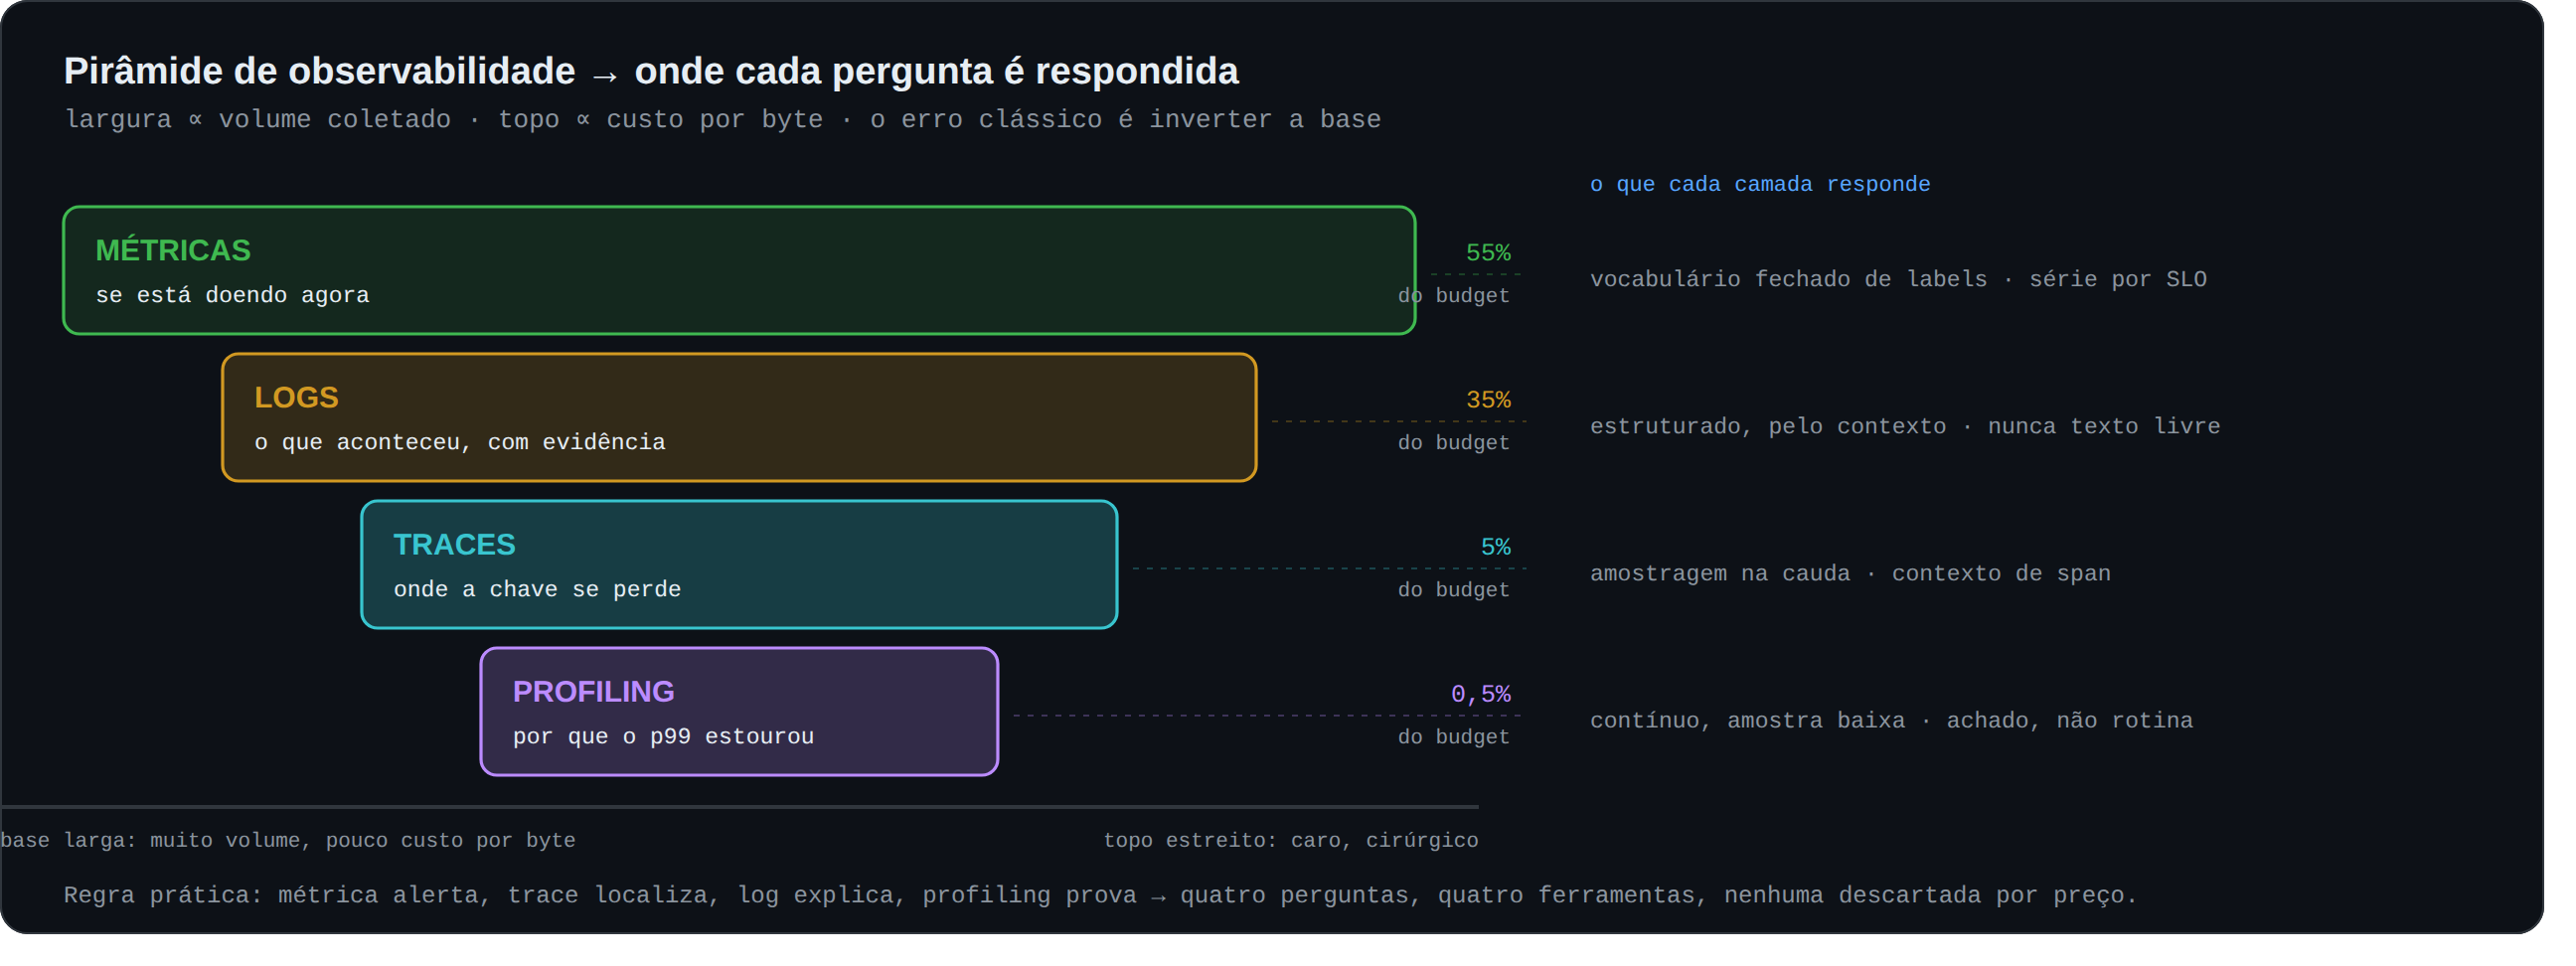 Pirâmide de observabilidade → onde cada pergunta é respondida
largura ∝ volume coletado · topo ∝ custo por byte · o erro clássico é inverter a base
o que cada camada responde
MÉTRICAS
se está doendo agora
55%
do budget
vocabulário fechado de labels · série por SLO
LOGS
o que aconteceu, com evidência
35%
do budget
estruturado, pelo contexto · nunca texto livre
TRACES
onde a chave se perde
5%
do budget
amostragem na cauda · contexto de span
PROFILING
por que o p99 estourou
0,5%
do budget
contínuo, amostra baixa · achado, não rotina
base larga: muito volume, pouco custo por byte
topo estreito: caro, cirúrgico
Regra prática: métrica alerta, trace localiza, log explica, profiling prova → quatro perguntas, quatro ferramentas, nenhuma descartada por preço.